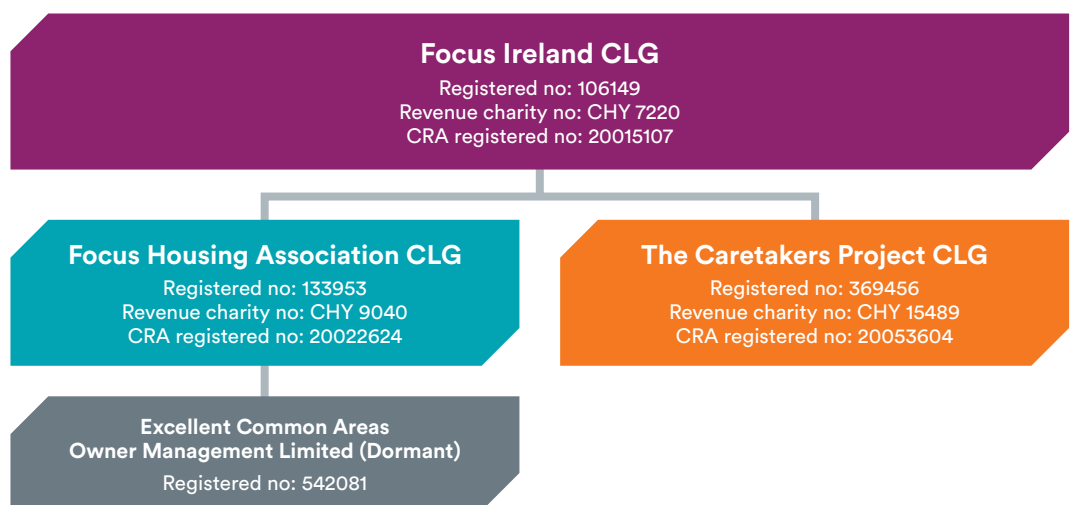 Focus Ireland CLG
Registered no: 106149
Revenue charity no: CHY 7220
CRA registered no: 20015107
Focus Housing Association CLG
Registered no: 133953
Revenue charity no: CHY 9040
CRA registered no: 20022624
The Caretakers Project CLG
Registered no: 369456
Revenue charity no: CHY 15489
CRA registered no: 20053604
Excellent Common Areas
Owner Management Limited (Dormant)
Registered no: 542081